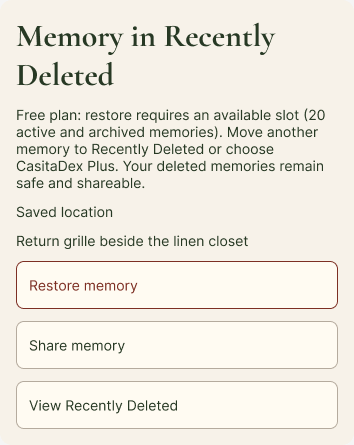 Memory in Recently
Deleted
Free plan: restore requires an available slot (20
active and archived memories). Move another
memory to Recently Deleted or choose
CasitaDex Plus. Your deleted memories remain
safe and shareable.
Saved location
Return grille beside the linen closet
Restore memory
Share memory
View Recently Deleted